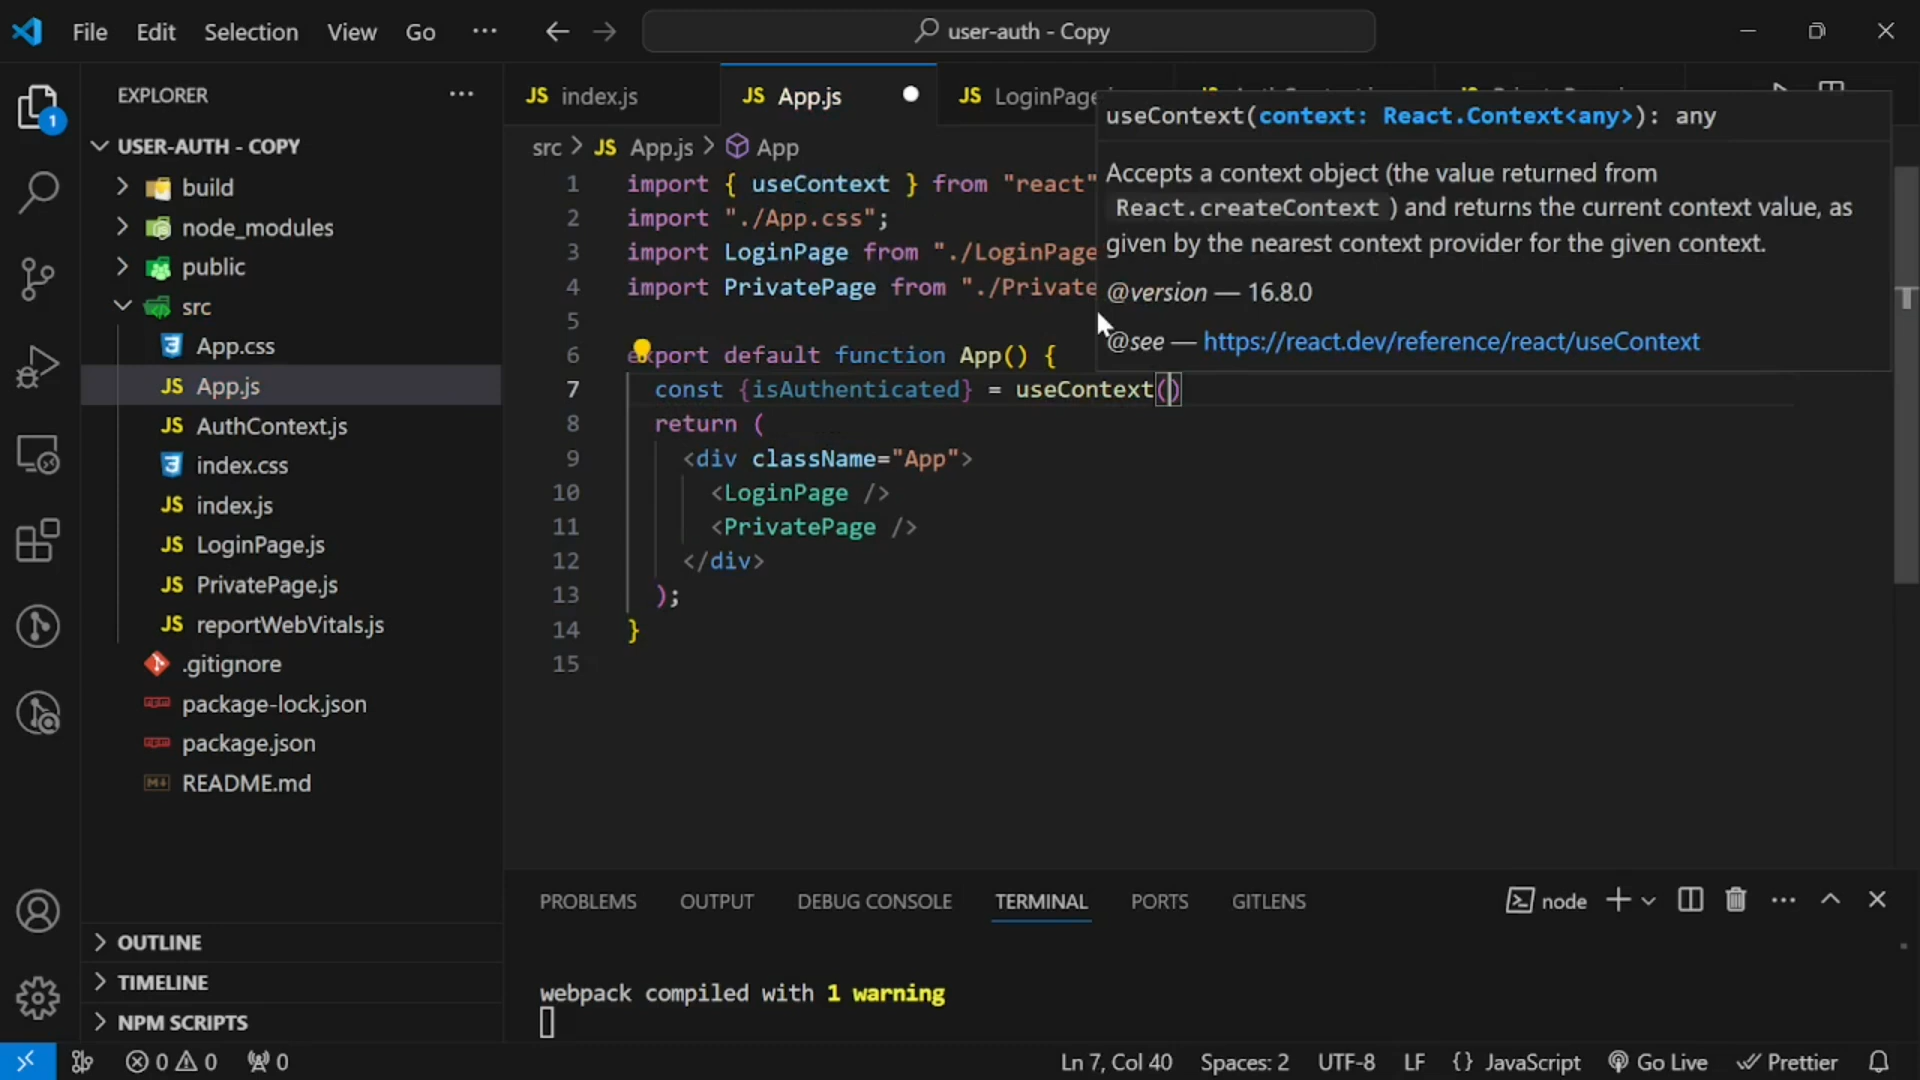 File Edit Selection View Go ···
user-auth - Copy
EXPLORER ···
USER-AUTH - COPY
build
node_modules
public
src
App.css
JS App.js
JS AuthContext.js
index.css
JS index.js
JS LoginPage.js
JS PrivatePage.js
JS reportWebVitals.js
.gitignore
package-lock.json
package.json
README.md
OUTLINE
TIMELINE
NPM SCRIPTS
JS index.js JS App.js JS LoginPage
src > JS App.js > App
1 import { useContext } from "react"
2 import "./App.css";
3 import LoginPage from "./LoginPage
4 import PrivatePage from "./Private
5
6 export default function App() {
7 const {isAuthenticated} = useContext()
8 return (
9 <div className="App">
10 <LoginPage />
11 <PrivatePage />
12 </div>
13 );
14 }
15
useContext(context: React.Context<any>): any
Accepts a context object (the value returned from
React.createContext ) and returns the current context value, as
given by the nearest context provider for the given context.
@version — 16.8.0
@see — https://react.dev/reference/react/useContext
PROBLEMS OUTPUT DEBUG CONSOLE TERMINAL PORTS GITLENS node ···
webpack compiled with 1 warning
0 0 0 Ln 7, Col 40 Spaces: 2 UTF-8 LF {} JavaScript Go Live Prettier
1